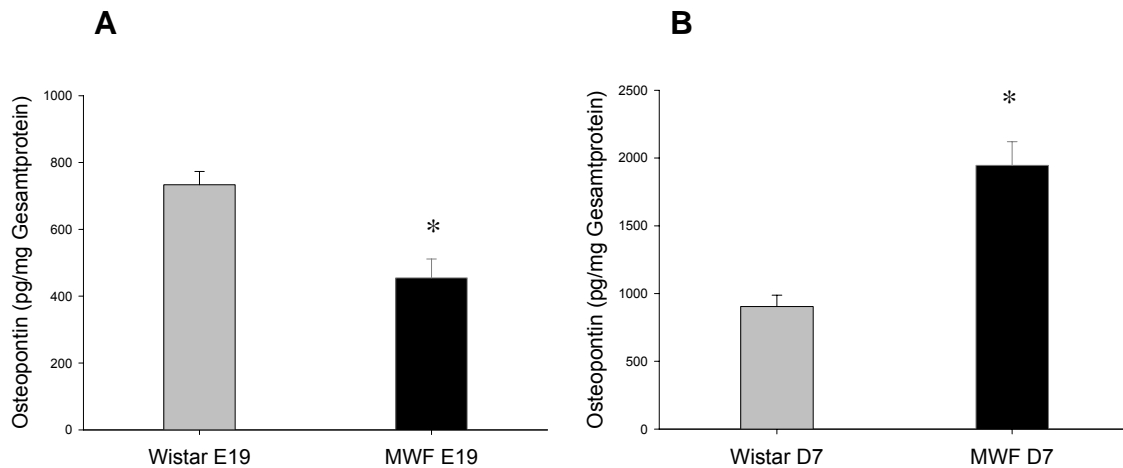 A
Osteopontin (pg/mg Gesamtprotein)
1000
800
600
400
200
0
*
Wistar E19
MWF E19
B
Osteopontin (pg/mg Gesamtprotein)
2500
2000
1500
1000
500
0
*
Wistar D7
MWF D7